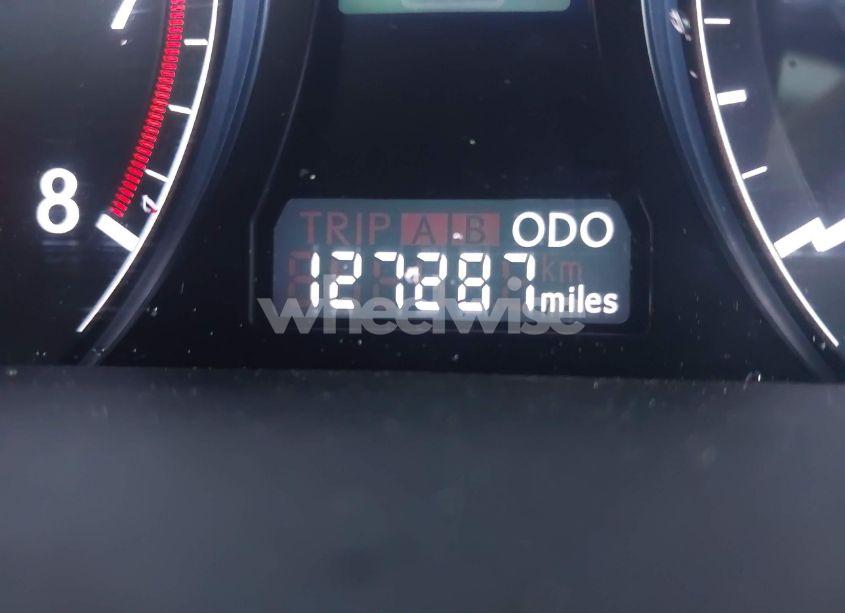 8
TRIP A B ODO
km
127287 miles
wheelwise